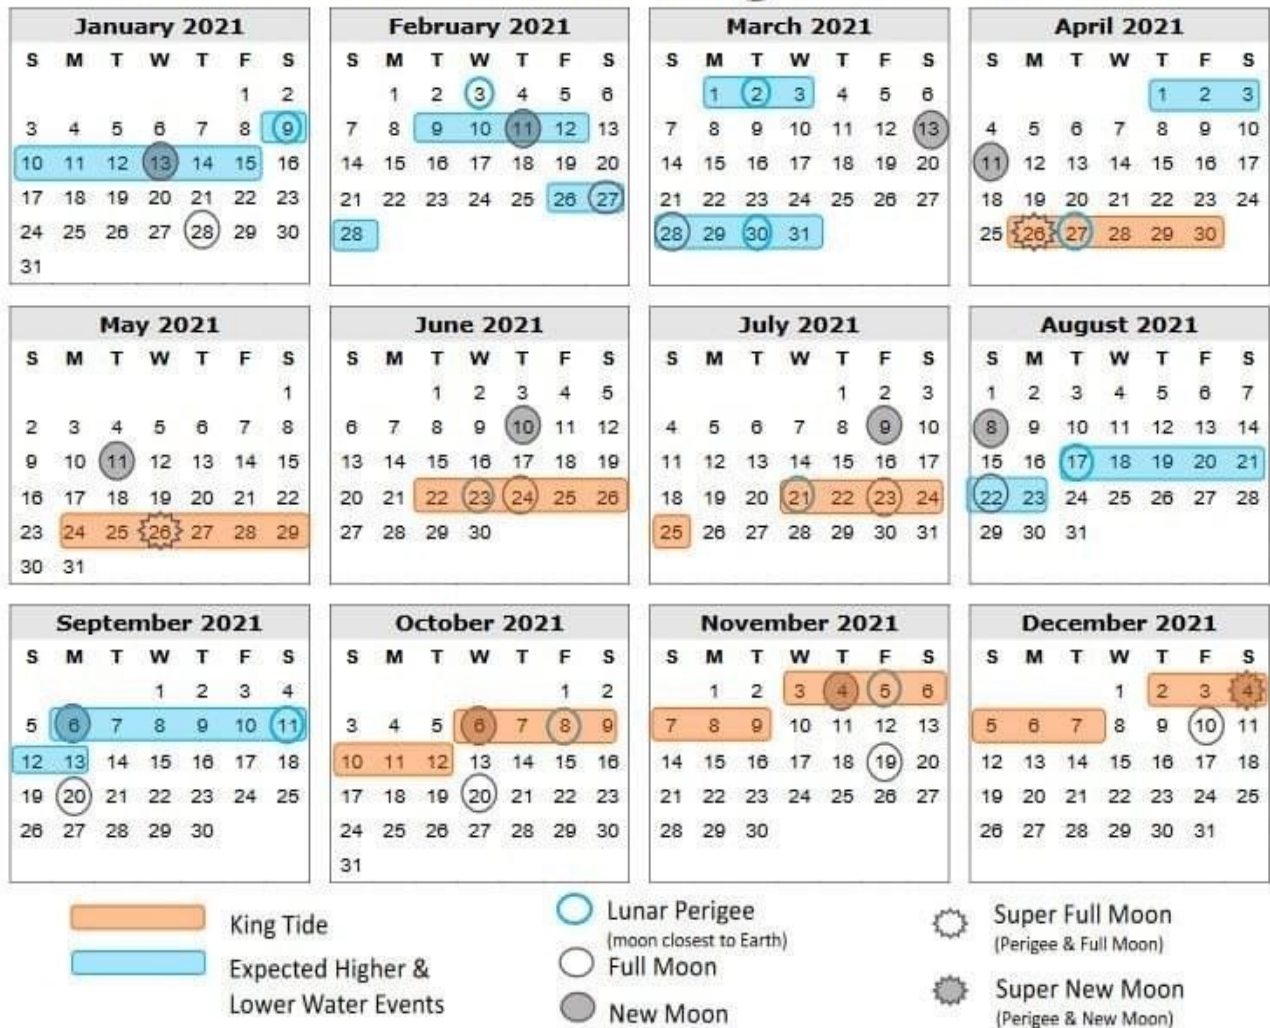 January 2021
S M T W T F S
1 2
3 4 5 6 7 8 9
10 11 12 13 14 15 16
17 18 19 20 21 22 23
24 25 26 27 28 29 30
31
February 2021
S M T W T F S
1 2 3 4 5 6
7 8 9 10 11 12 13
14 15 16 17 18 19 20
21 22 23 24 25 26 27
28
March 2021
S M T W T F S
1 2 3 4 5 6
7 8 9 10 11 12 13
14 15 16 17 18 19 20
21 22 23 24 25 26 27
28 29 30 31
April 2021
S M T W T F S
1 2 3
4 5 6 7 8 9 10
11 12 13 14 15 16 17
18 19 20 21 22 23 24
25 26 27 28 29 30
May 2021
S M T W T F S
1
2 3 4 5 6 7 8
9 10 11 12 13 14 15
16 17 18 19 20 21 22
23 24 25 26 27 28 29
30 31
June 2021
S M T W T F S
1 2 3 4 5
6 7 8 9 10 11 12
13 14 15 16 17 18 19
20 21 22 23 24 25 26
27 28 29 30
July 2021
S M T W T F S
1 2 3
4 5 6 7 8 9 10
11 12 13 14 15 16 17
18 19 20 21 22 23 24
25 26 27 28 29 30 31
August 2021
S M T W T F S
1 2 3 4 5 6 7
8 9 10 11 12 13 14
15 16 17 18 19 20 21
22 23 24 25 26 27 28
29 30 31
September 2021
S M T W T F S
1 2 3 4
5 6 7 8 9 10 11
12 13 14 15 16 17 18
19 20 21 22 23 24 25
26 27 28 29 30
October 2021
S M T W T F S
1 2
3 4 5 6 7 8 9
10 11 12 13 14 15 16
17 18 19 20 21 22 23
24 25 26 27 28 29 30
31
November 2021
S M T W T F S
1 2 3 4 5 6
7 8 9 10 11 12 13
14 15 16 17 18 19 20
21 22 23 24 25 26 27
28 29 30
December 2021
S M T W T F S
1 2 3 4
5 6 7 8 9 10 11
12 13 14 15 16 17 18
19 20 21 22 23 24 25
26 27 28 29 30 31
King Tide
Expected Higher &
Lower Water Events
Lunar Perigee
(moon closest to Earth)
Full Moon
New Moon
Super Full Moon
(Perigee & Full Moon)
Super New Moon
(Perigee & New Moon)